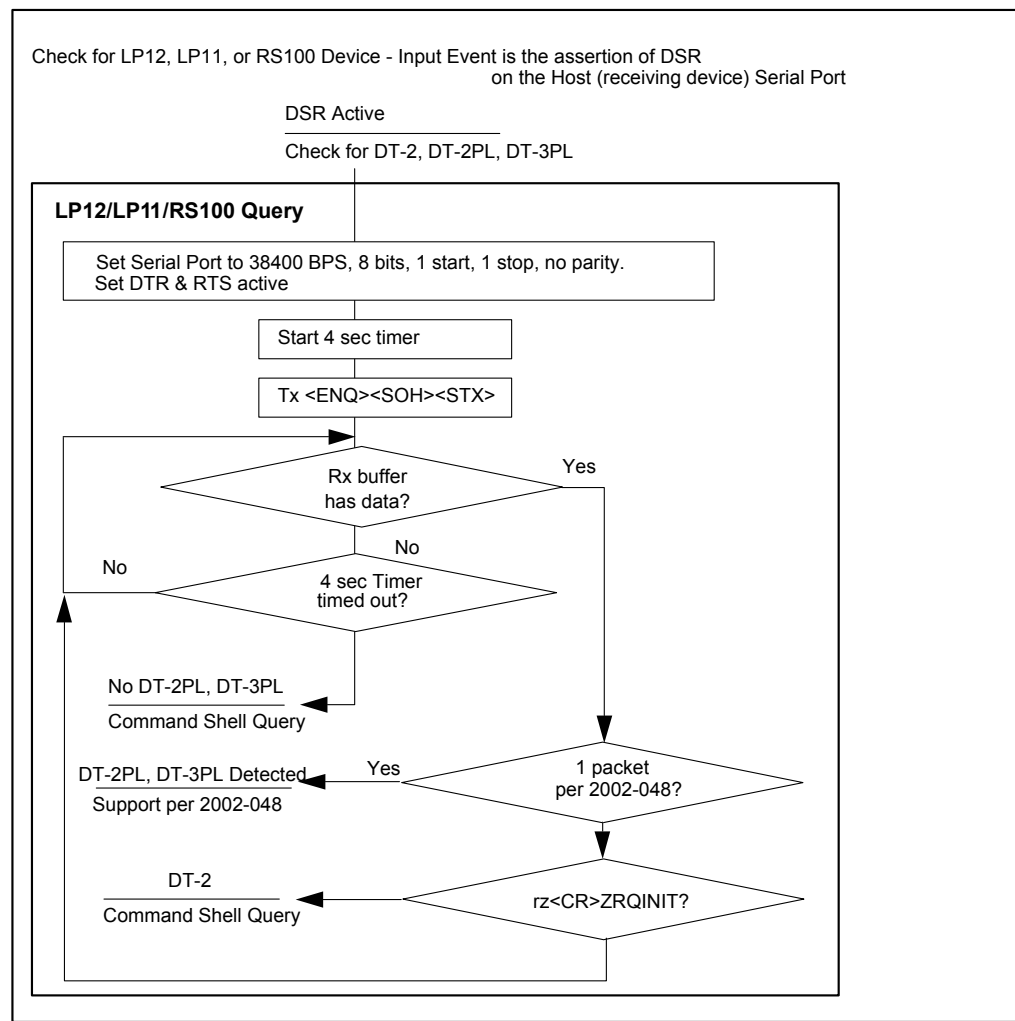 Check for LP12, LP11, or RS100 Device - Input Event is the assertion of DSR
on the Host (receiving device) Serial Port
DSR Active
Check for DT-2, DT-2PL, DT-3PL
LP12/LP11/RS100 Query
Set Serial Port to 38400 BPS, 8 bits, 1 start, 1 stop, no parity.
Set DTR & RTS active
Start 4 sec timer
Tx <ENQ><SOH><STX>
Rx buffer
has data?
Yes
No
No
4 sec Timer
timed out?
No DT-2PL, DT-3PL
Command Shell Query
DT-2PL, DT-3PL Detected
Support per 2002-048
Yes
1 packet
per 2002-048?
DT-2
Command Shell Query
rz<CR>ZRQINIT?